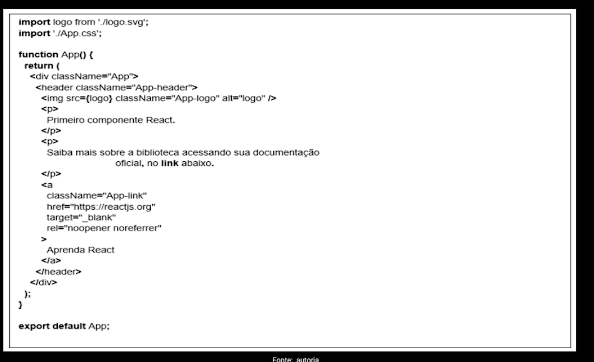 import logo from './logo.svg';
import './App.css';
function App() {
return (
<div className="App">
<header className="App-header">
<img src={logo} className="App-logo" alt="logo" />
<p>
Primeiro componente React.
</p>
<p>
Saiba mais sobre a biblioteca acessando sua documentação
oficial, no link abaixo.
</p>
<a
className="App-link"
href="https://reactjs.org"
target="_blank"
rel="noopener noreferrer"
>
Aprenda React
</a>
</header>
</div>
);
}
export default App;
Fonte: autoria